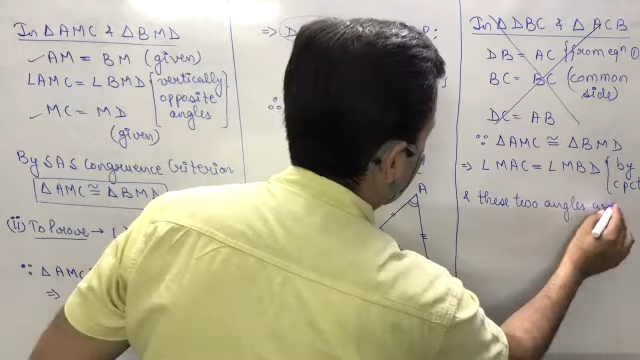 In △AMC & △BMD
✓AM = BM (given)
∠AMC = ∠BMD {vertically opposite angles}
✓MC = MD
(given)
By SAS Congruence Criterion
△AMC ≅ △BMD
(ii) To Prove →
∵ △AMC
⇒
⇒
∴
A
In △DBC & △ACB
DB = AC {from eqn ①
BC = BC (common side)
DC = AB
∵ △AMC ≅ △BMD
⇒ ∠MAC = ∠MBD {by cpct
& these two angles